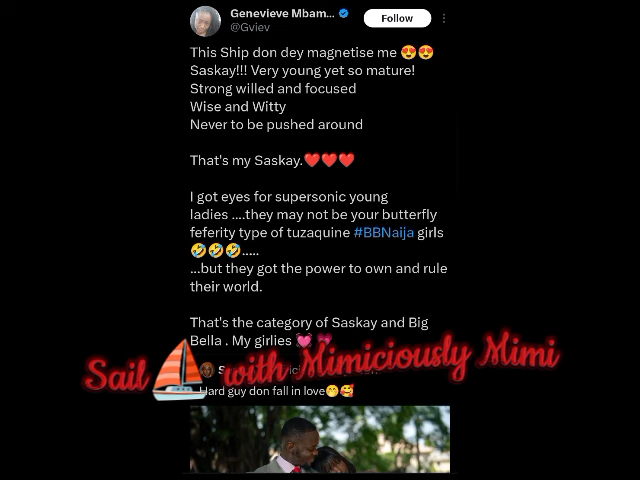 Genevieve Mbam...
Follow
@Gviev
This Ship don dey magnetise me 😍😍
Saskay!!! Very young yet so mature!
Strong willed and focused
Wise and Witty
Never to be pushed around
That's my Saskay.❤️❤️❤️
I got eyes for supersonic young
ladies ....they may not be your butterfly
feferity type of tuzaquine #BBNaija girls
🤣🤣🤣.....
...but they got the power to own and rule
their world.
That's the category of Saskay and Big
Bella . My girlies 💓 💗
Sail ⛵ with Mimiciously Mimi
Hard guy don fall in love🤭🥰